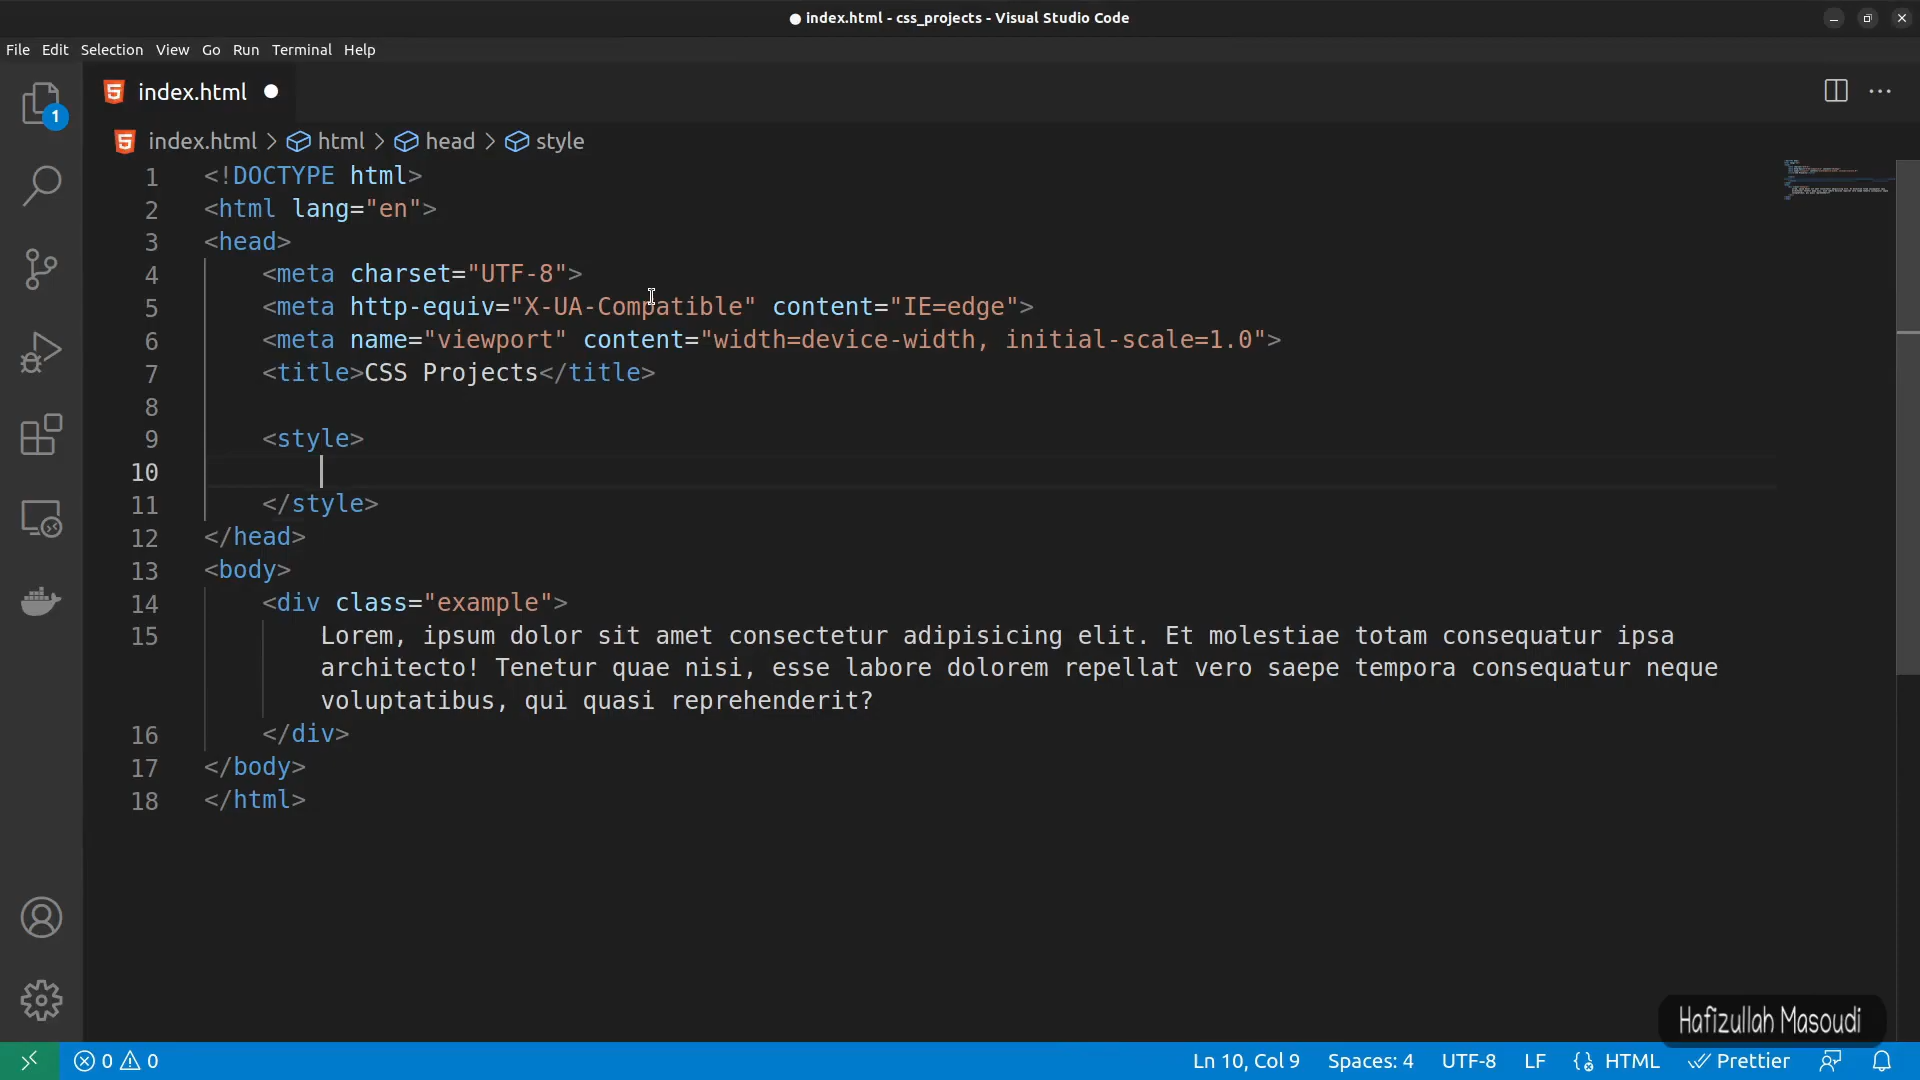 index.html - css_projects - Visual Studio Code
File Edit Selection View Go Run Terminal Help
index.html
1
index.html > html > head > style
1 <!DOCTYPE html>
2 <html lang="en">
3 <head>
4 <meta charset="UTF-8">
5 <meta http-equiv="X-UA-Compatible" content="IE=edge">
6 <meta name="viewport" content="width=device-width, initial-scale=1.0">
7 <title>CSS Projects</title>
8
9 <style>
10
11 </style>
12 </head>
13 <body>
14 <div class="example">
15 Lorem, ipsum dolor sit amet consectetur adipisicing elit. Et molestiae totam consequatur ipsa
architecto! Tenetur quae nisi, esse labore dolorem repellat vero saepe tempora consequatur neque
voluptatibus, qui quasi reprehenderit?
16 </div>
17 </body>
18 </html>
Hafizullah Masoudi
0 0 Ln 10, Col 9 Spaces: 4 UTF-8 LF HTML Prettier